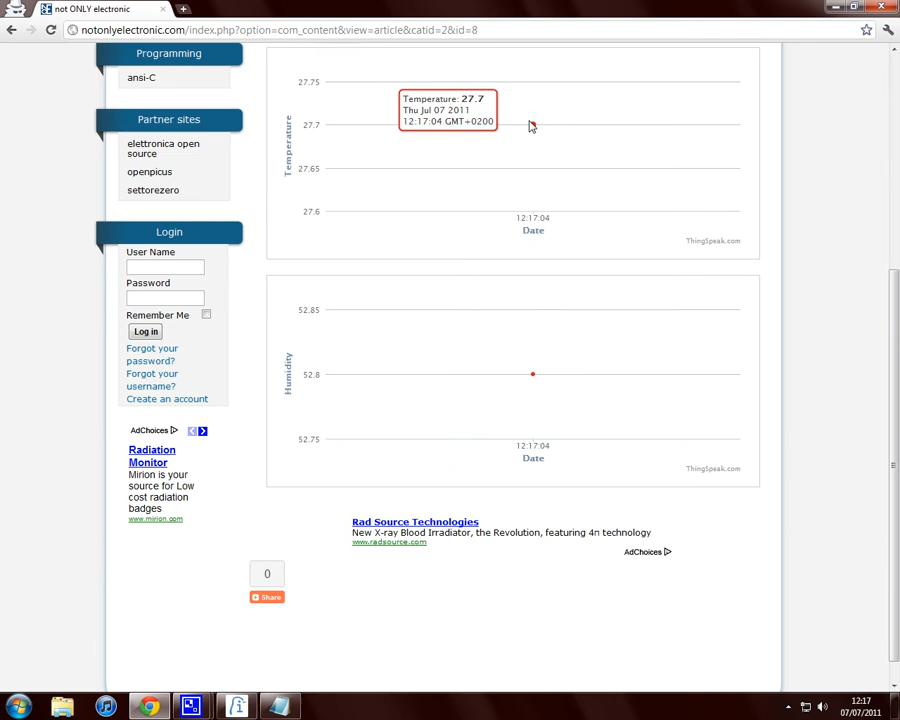 not ONLY electronic
notonlyelectronic.com/index.php?option=com_content&view=article&catid=2&id=8
Programming
ansi-C
Partner sites
elettronica open
source
openpicus
settorezero
Login
User Name
Password
Remember Me
Log in
Forgot your
password?
Forgot your
username?
Create an account
AdChoices
Radiation
Monitor
Mirion is your
source for Low
cost radiation
badges
www.mirion.com
27.75
27.7
27.65
27.6
Temperature
Temperature: 27.7
Thu Jul 07 2011
12:17:04 GMT+0200
12:17:04
Date
ThingSpeak.com
52.85
52.8
52.75
Humidity
12:17:04
Date
ThingSpeak.com
Rad Source Technologies
New X-ray Blood Irradiator, the Revolution, featuring 4n technology
www.radsource.com
AdChoices
0
Share
12:17
07/07/2011